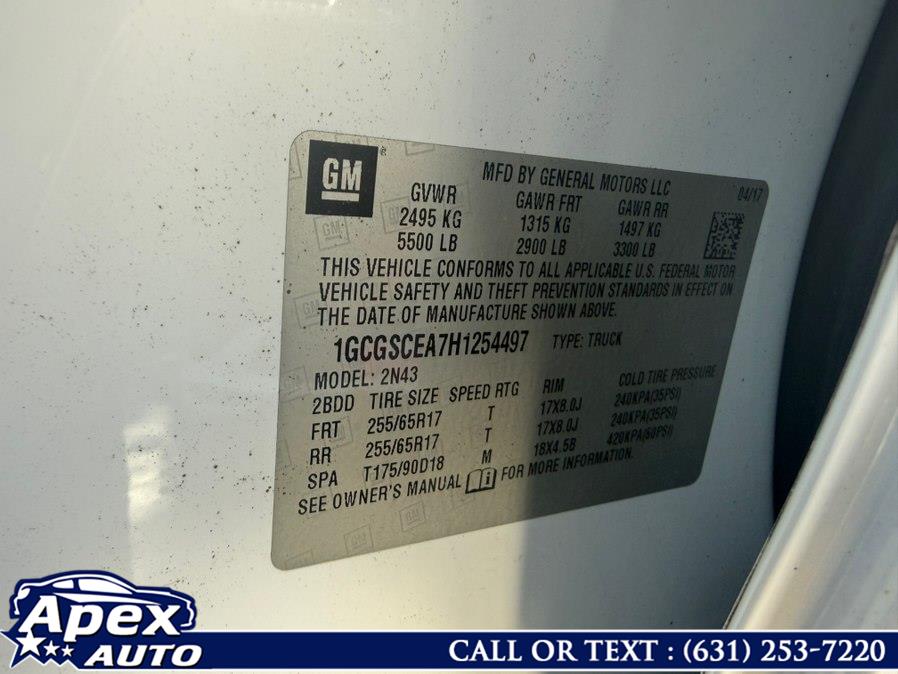 GM
MFD BY GENERAL MOTORS LLC
04/17
GVWR GAWR FRT GAWR RR
2495 KG 1315 KG 1497 KG
5500 LB 2900 LB 3300 LB
THIS VEHICLE CONFORMS TO ALL APPLICABLE U.S. FEDERAL MOTOR
VEHICLE SAFETY AND THEFT PREVENTION STANDARDS IN EFFECT ON
THE DATE OF MANUFACTURE SHOWN ABOVE.
1GCGSCEA7H1254497 TYPE: TRUCK
MODEL: 2N43
2BDD TIRE SIZE SPEED RTG RIM COLD TIRE PRESSURE
FRT 255/65R17 T 17X8.0J 240KPA(35PSI)
RR 255/65R17 T 17X8.0J 240KPA(35PSI)
SPA T175/90D18 M 18X4.5B 420KPA(60PSI)
SEE OWNER'S MANUAL FOR MORE INFORMATION.
APEX
AUTO
CALL OR TEXT : (631) 253-7220